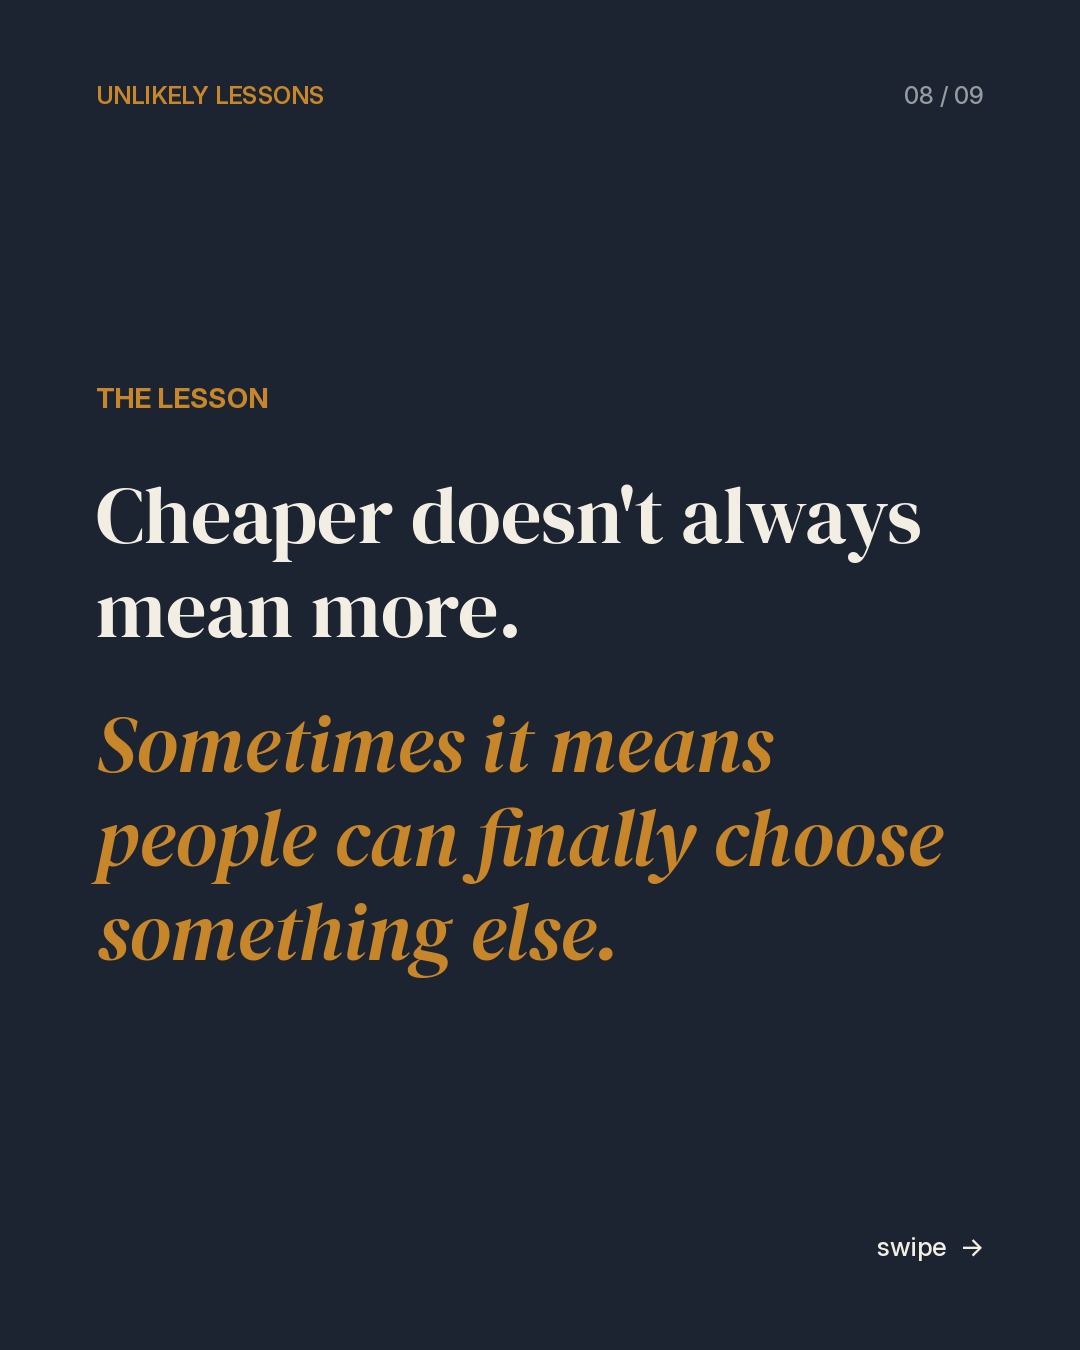 UNLIKELY LESSONS
08 / 09
THE LESSON
Cheaper doesn't always
mean more.
Sometimes it means
people can finally choose
something else.
swipe →